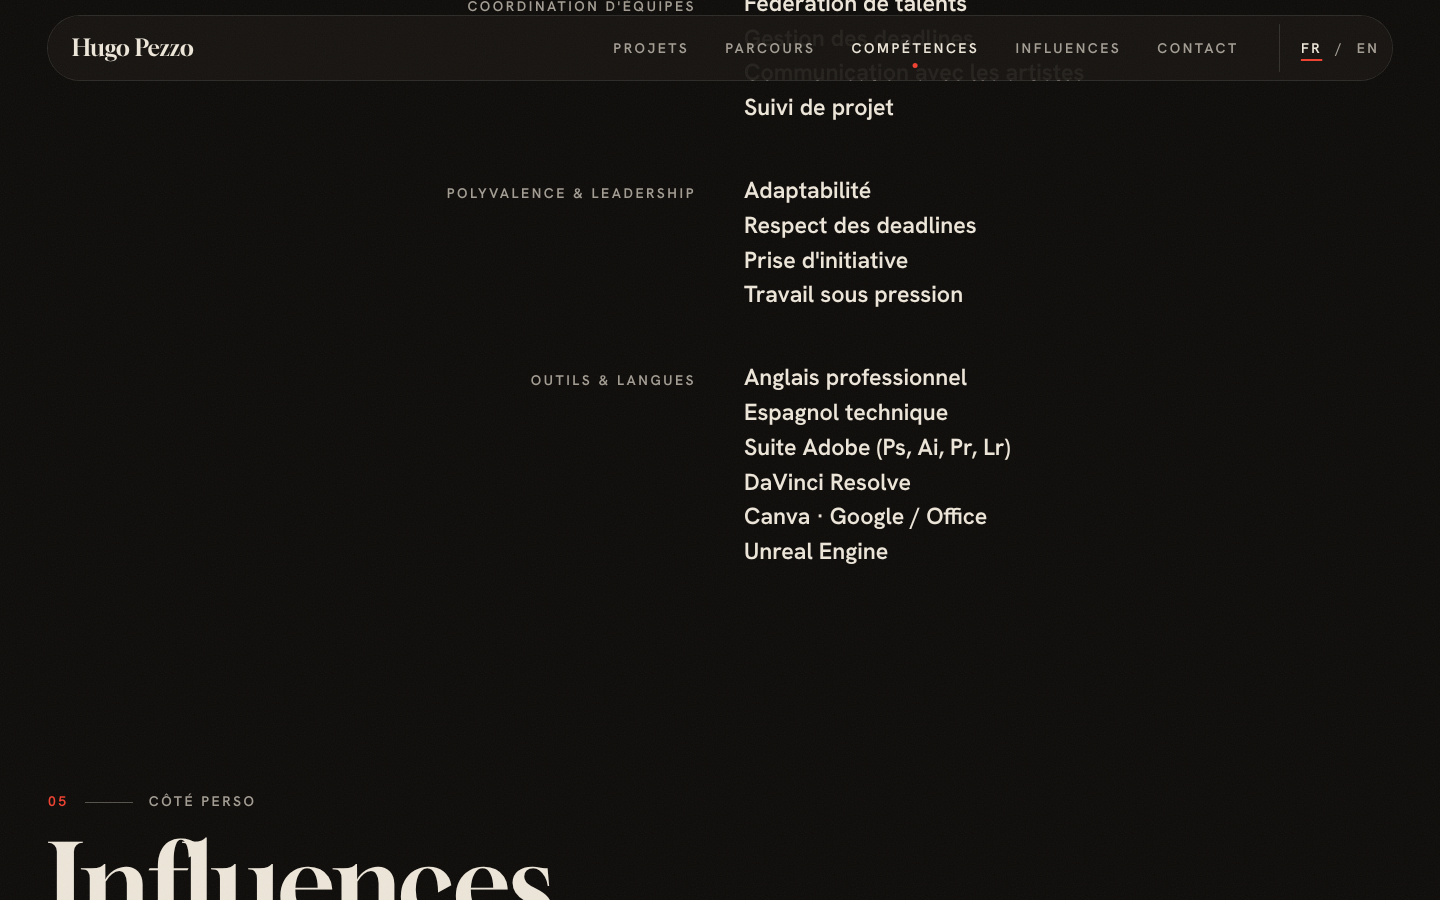 COORDINATION D'ÉQUIPES
Fédération de talents
Hugo Pezzo
PROJETS
PARCOURS
COMPÉTENCES
INFLUENCES
CONTACT
FR / EN
Gestion des deadlines
Communication avec les artistes
Suivi de projet
POLYVALENCE & LEADERSHIP
Adaptabilité
Respect des deadlines
Prise d'initiative
Travail sous pression
OUTILS & LANGUES
Anglais professionnel
Espagnol technique
Suite Adobe (Ps, Ai, Pr, Lr)
DaVinci Resolve
Canva · Google / Office
Unreal Engine
05
CÔTÉ PERSO
Influences